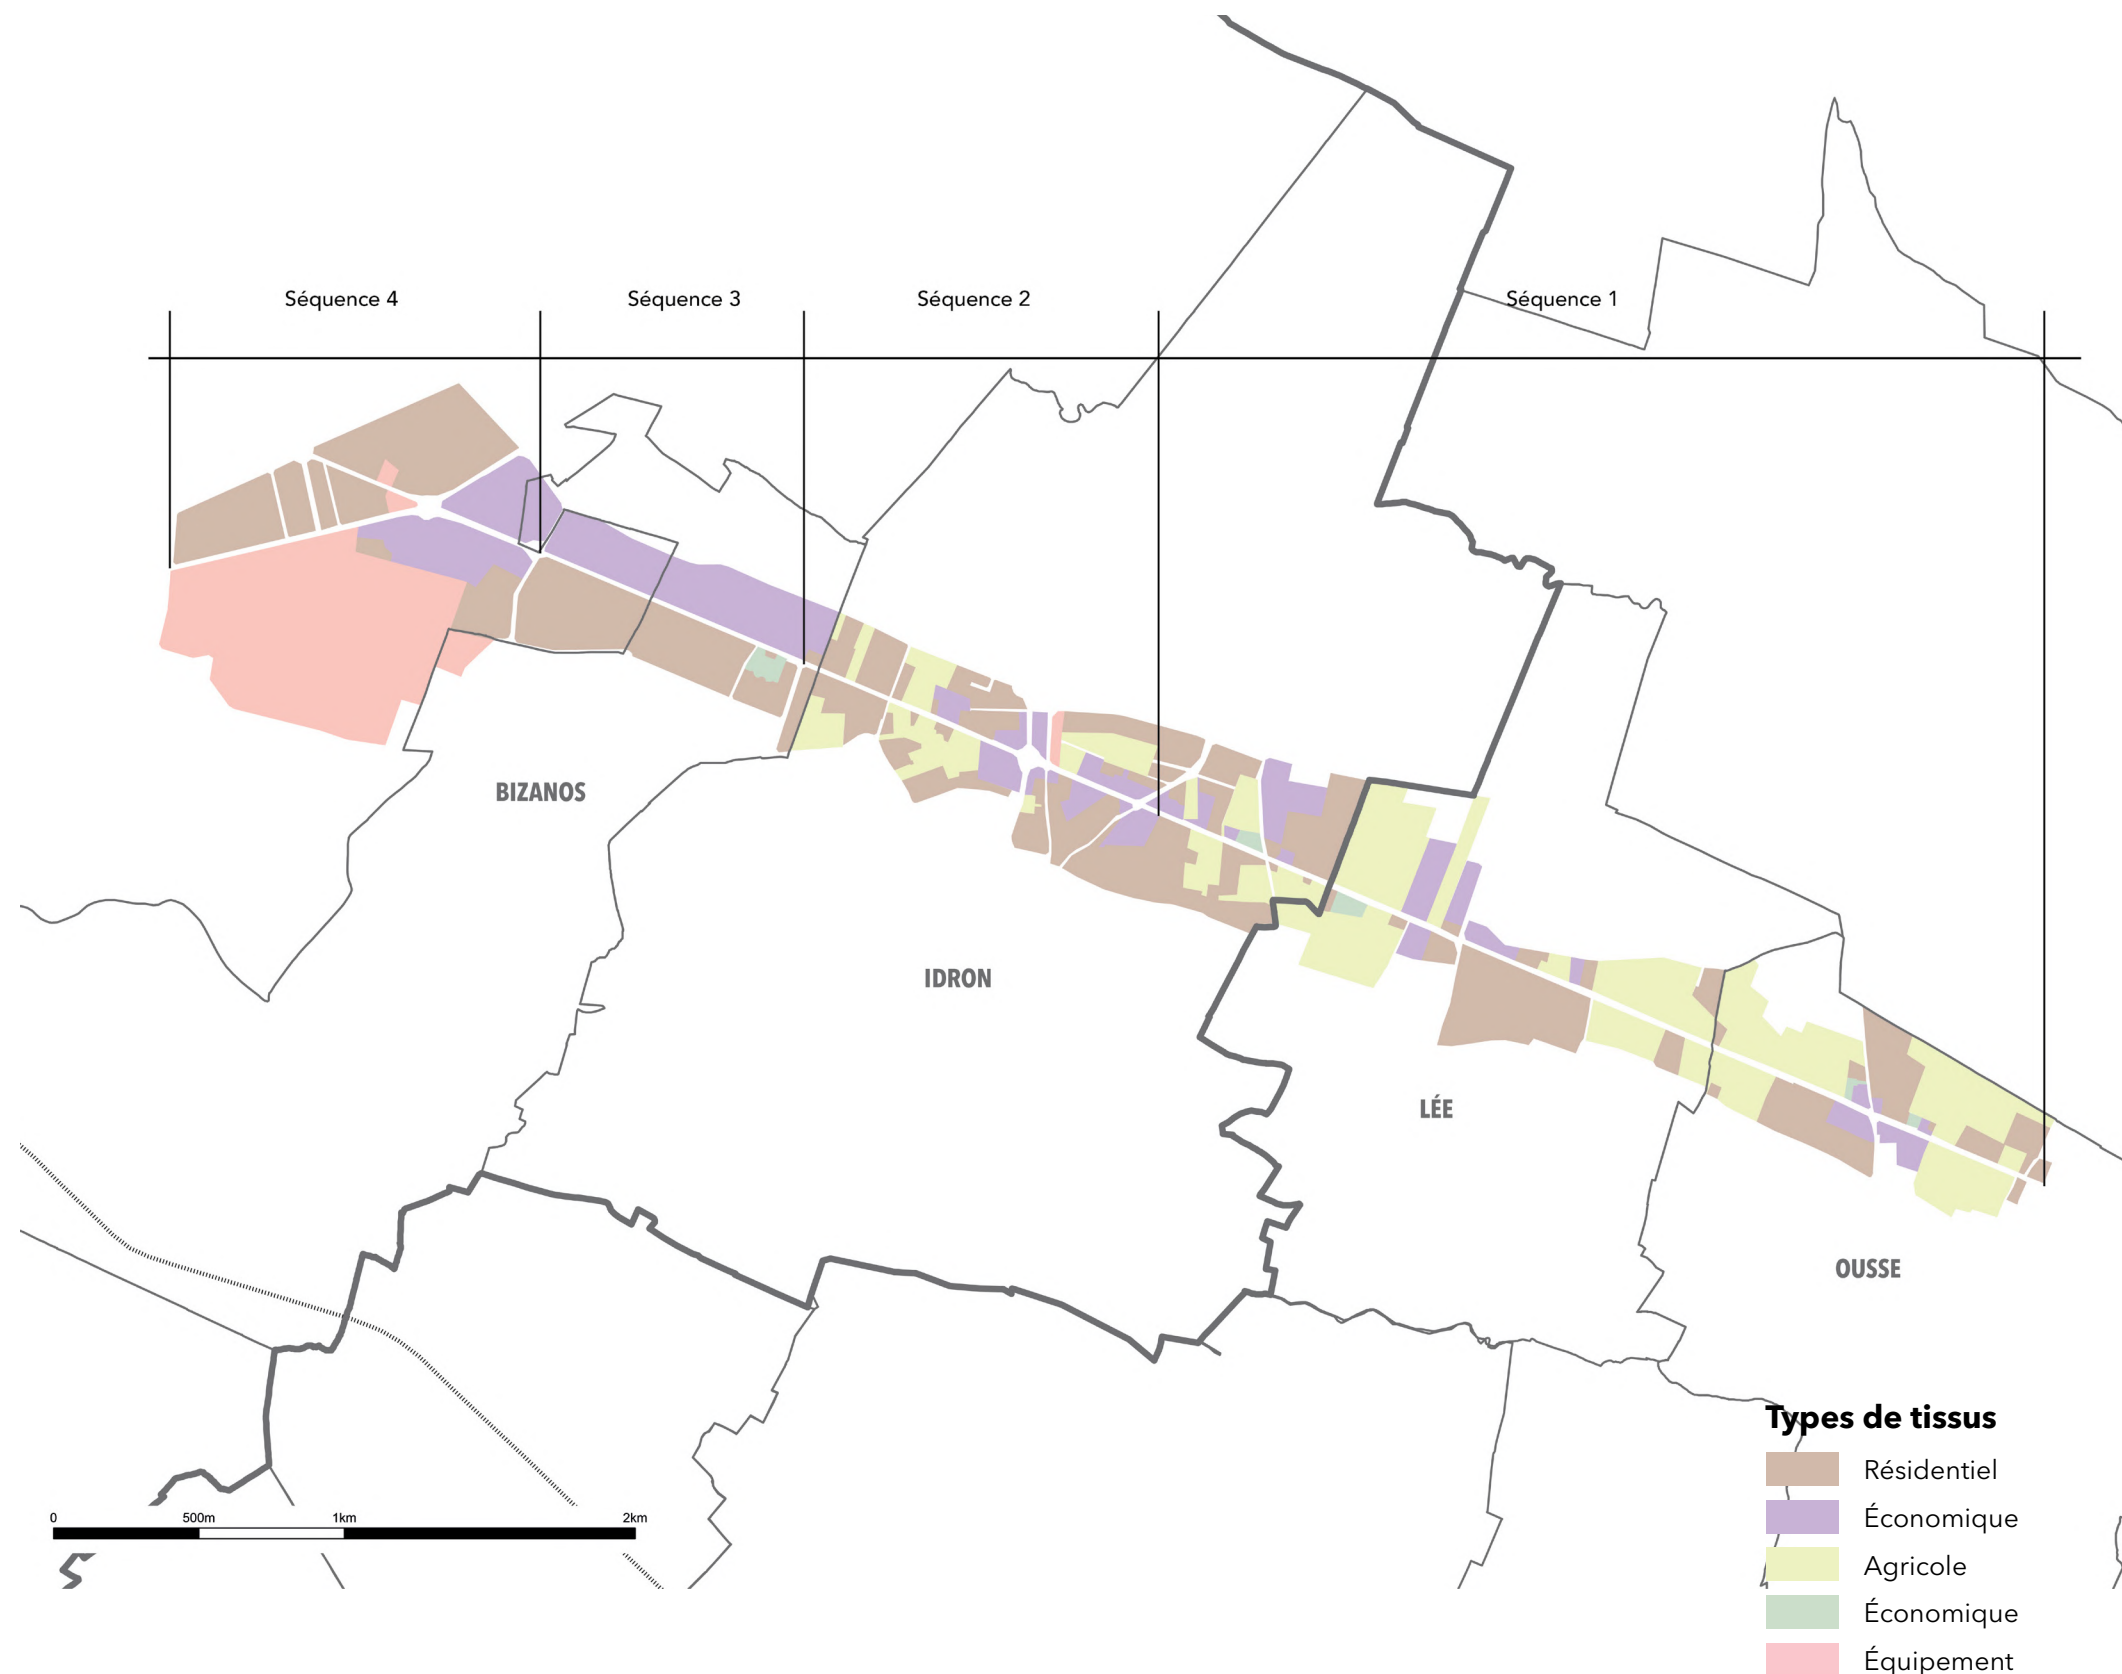 Séquence 4
Séquence 3
Séquence 2
Séquence 1
BIZANOS
IDRON
LÉE
OUSSE
Types de tissus
Résidentiel
Économique
Agricole
Économique
Équipement
0 500m 1km 2km